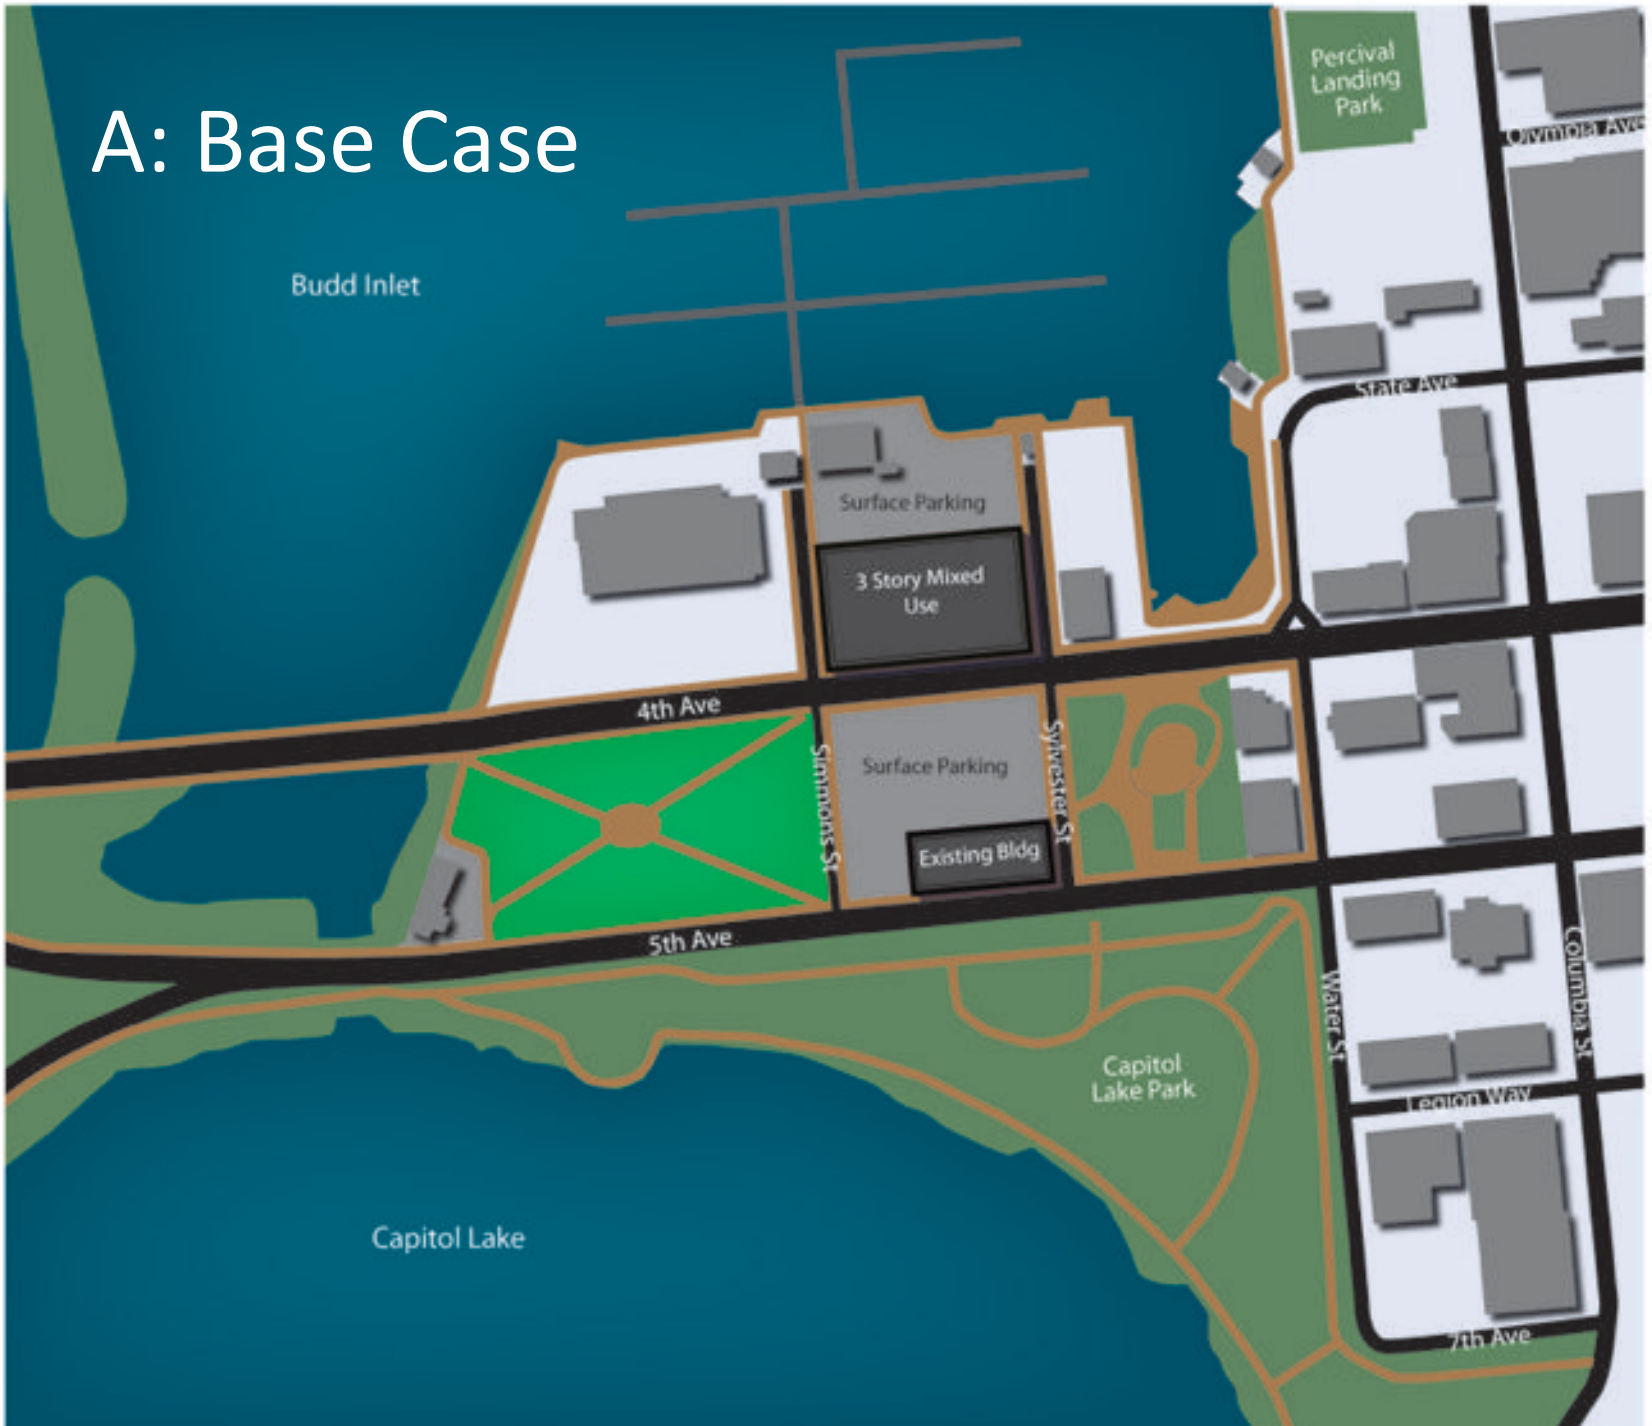 Percival
Landing
Park
Olympia Ave
A: Base Case
Budd Inlet
State Ave
Surface Parking
3 Story Mixed
Use
4th Ave
Simmons St
Surface Parking
Sylvester St
Existing Bldg
5th Ave
Water St
Columbia St
Capitol
Lake Park
Legion Way
Capitol Lake
7th Ave